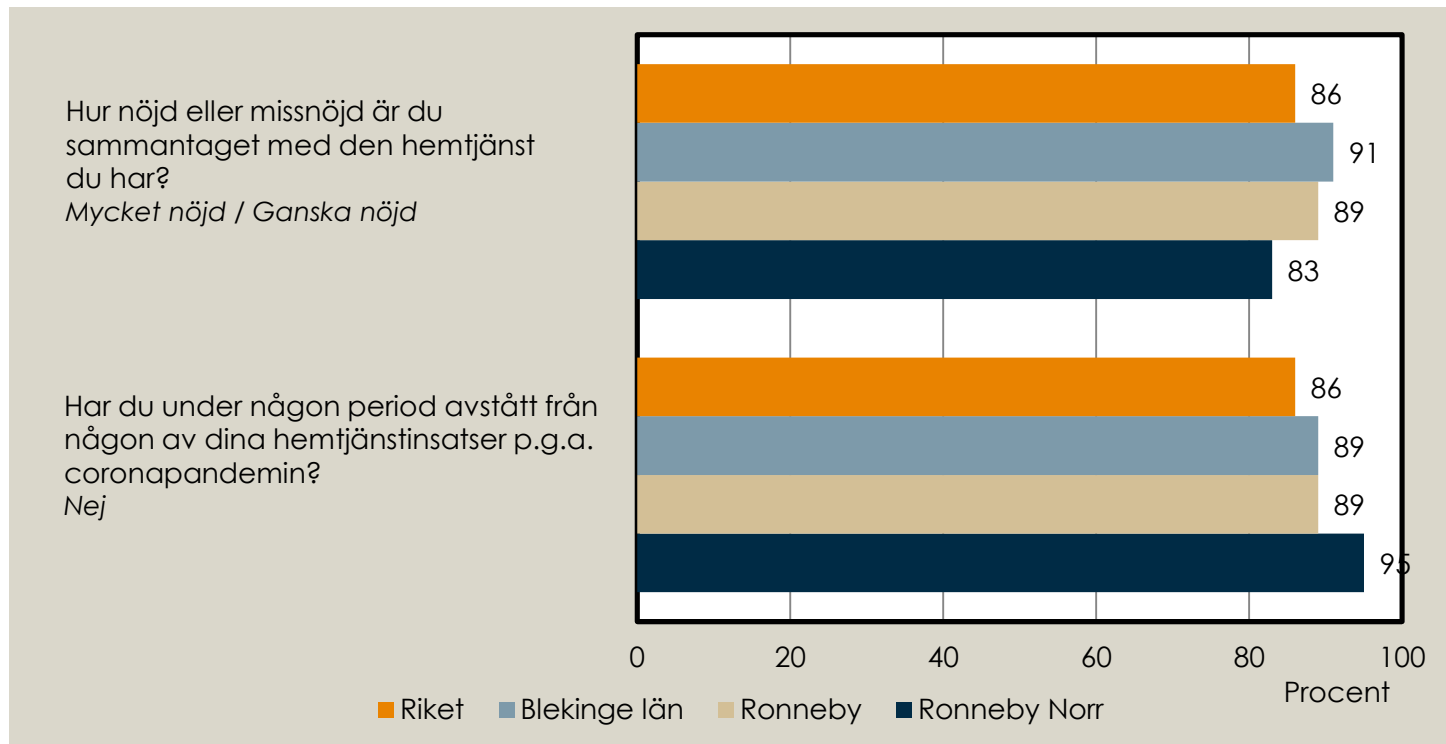 Hur nöjd eller missnöjd är du
sammantaget med den hemtjänst
du har?
Mycket nöjd / Ganska nöjd
86
91
89
83
Har du under någon period avstått från
någon av dina hemtjänstinsatser p.g.a.
coronapandemin?
Nej
86
89
89
95
0 20 40 60 80 100
Procent
Riket Blekinge län Ronneby Ronneby Norr